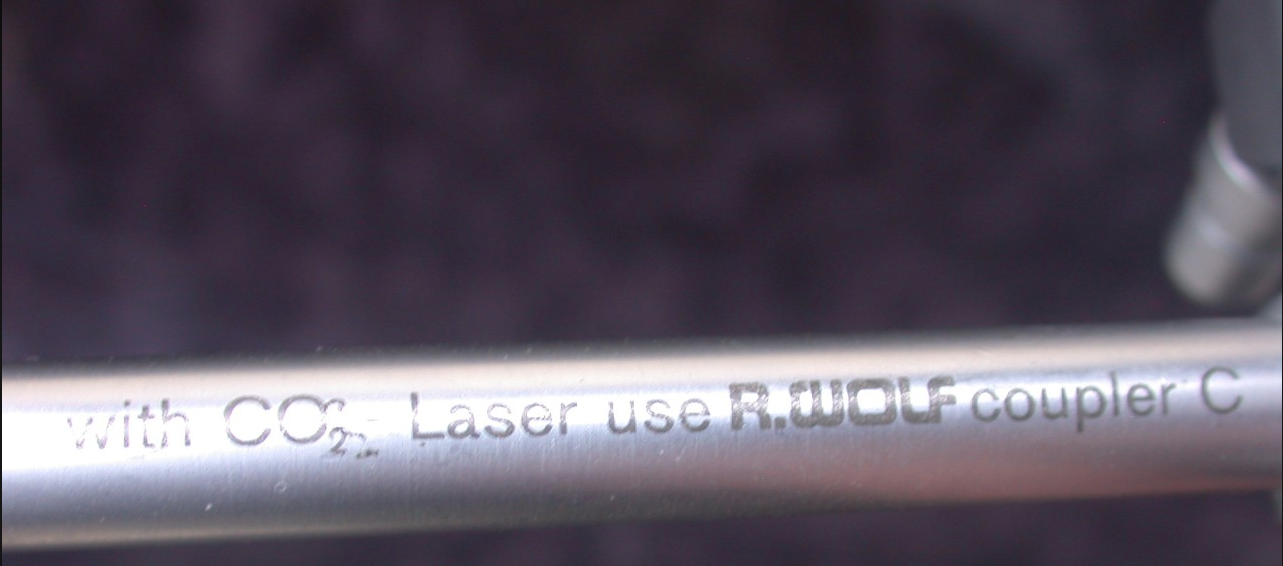 with CO₂- Laser use R.WOLF coupler C